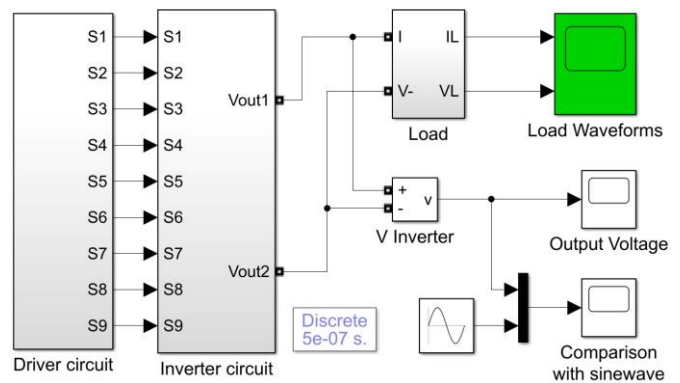 S1
S2
S3
S4
S5
S6
S7
S8
S9
Driver circuit
S1
S2
S3
S4
S5
S6
S7
S8
S9
Vout1
Vout2
Inverter circuit
I
IL
V-
VL
Load
Load Waveforms
+
-
v
V Inverter
Output Voltage
Discrete
5e-07 s.
Comparison
with sinewave